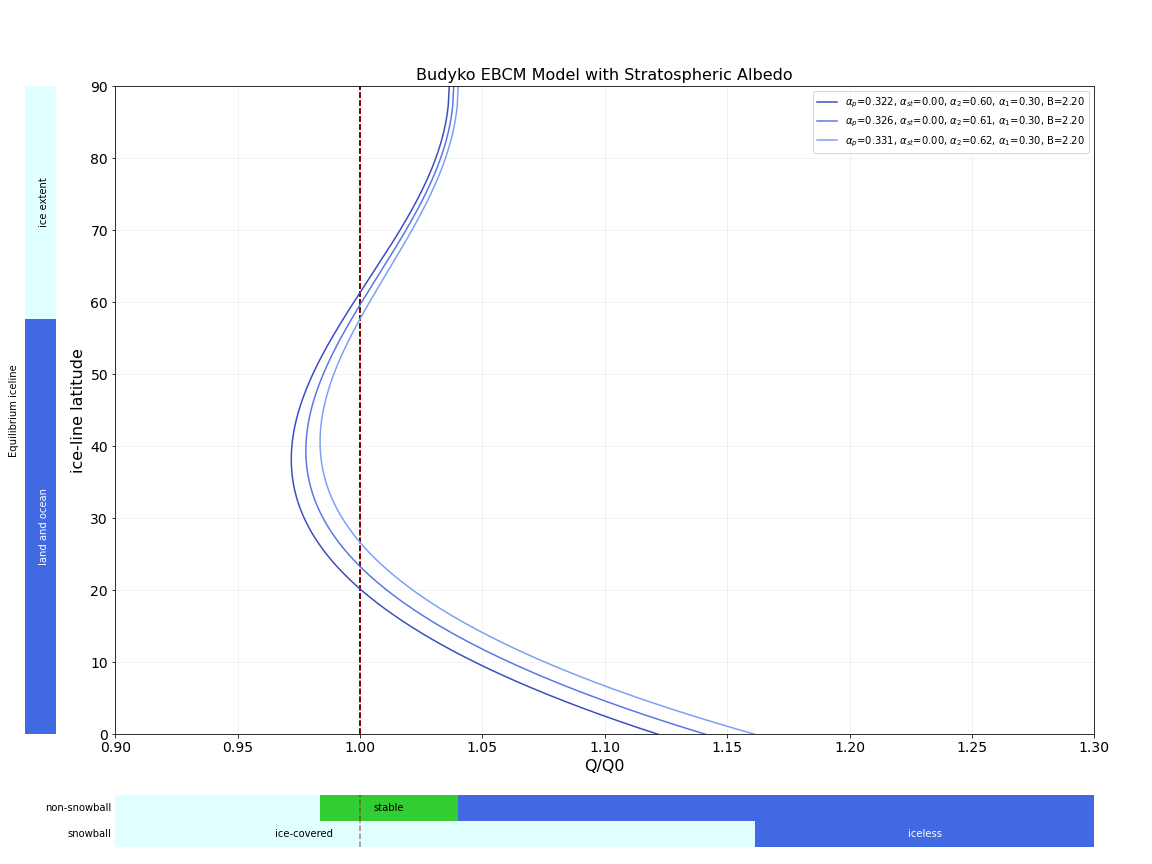 Budyko EBCM Model with Stratospheric Albedo
αp=0.322, αst=0.00, α2=0.60, α1=0.30, B=2.20
αp=0.326, αst=0.00, α2=0.61, α1=0.30, B=2.20
αp=0.331, αst=0.00, α2=0.62, α1=0.30, B=2.20
90
80
70
60
50
40
30
20
10
0
ice-line latitude
Equilibrium iceline
ice extent
land and ocean
0.90 0.95 1.00 1.05 1.10 1.15 1.20 1.25 1.30
Q/Q0
non-snowball stable
snowball ice-covered iceless